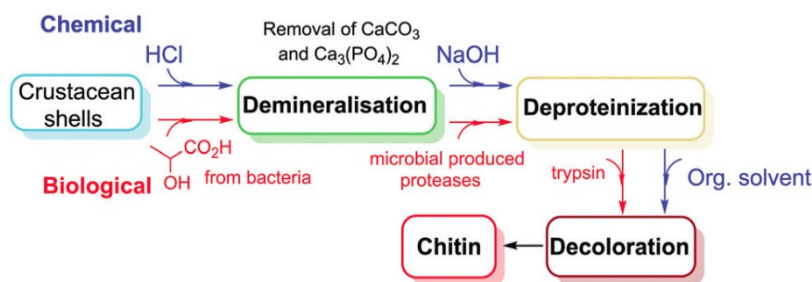 Chemical
HCl
Removal of CaCO3
and Ca3(PO4)2
NaOH
Crustacean
shells
Demineralisation
Deproteinization
CO2H
OH
Biological
from bacteria
microbial produced
proteases
trypsin
Org. solvent
Chitin
Decoloration